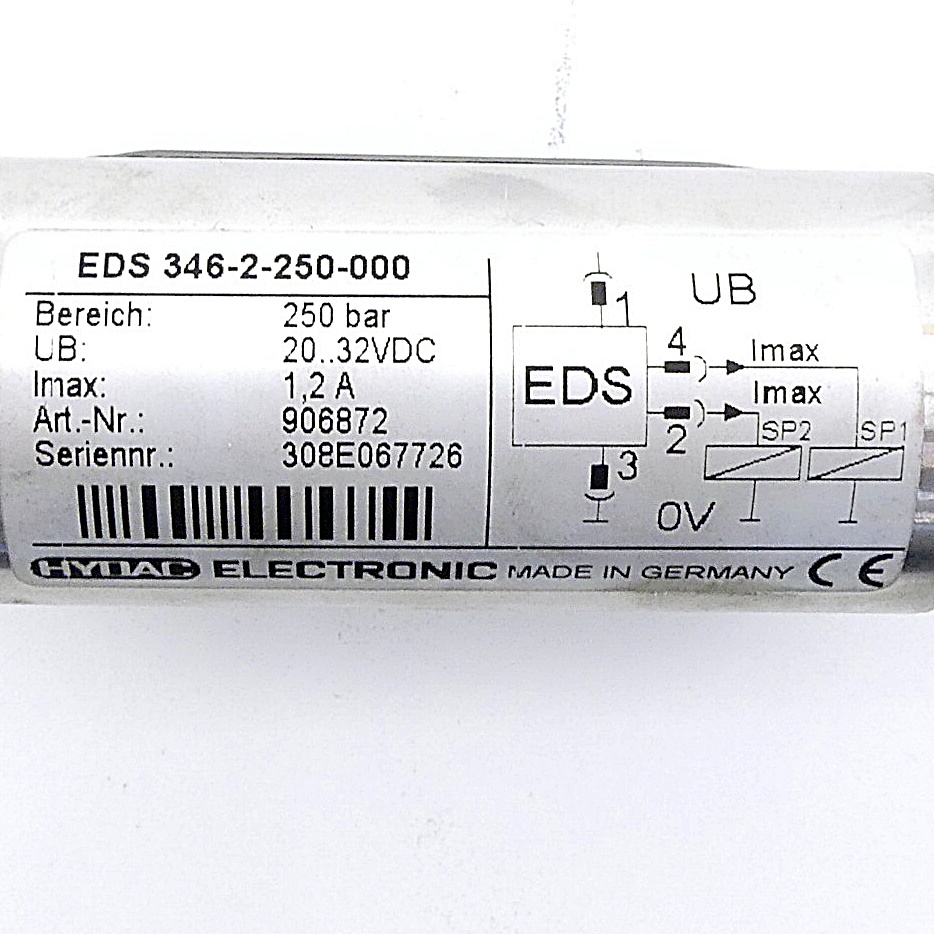 EDS 346-2-250-000
Bereich: 250 bar
UB: 20..32VDC
Imax: 1,2 A
Art.-Nr.: 906872
Seriennr.: 308E067726
1 UB
EDS
4 Imax
Imax
2 SP2 SP1
3
0V
HYDAC ELECTRONIC MADE IN GERMANY CE